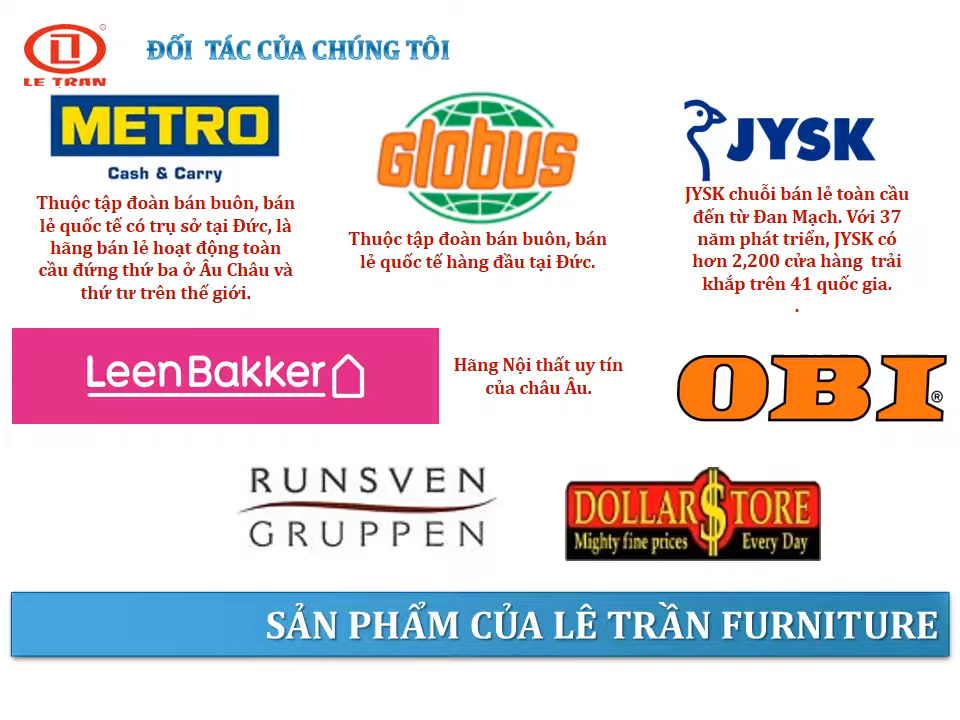 LE TRAN
ĐỐI TÁC CỦA CHÚNG TÔI
METRO
Cash & Carry
Thuộc tập đoàn bán buôn, bán
lẻ quốc tế có trụ sở tại Đức, là
hãng bán lẻ hoạt động toàn
cầu đứng thứ ba ở Âu Châu và
thứ tư trên thế giới.
Globus
Thuộc tập đoàn bán buôn, bán
lẻ quốc tế hàng đầu tại Đức.
JYSK
JYSK chuỗi bán lẻ toàn cầu
đến từ Đan Mạch. Với 37
năm phát triển, JYSK có
hơn 2,200 cửa hàng trải
khắp trên 41 quốc gia.
.
LeenBakker
Hãng Nội thất uy tín
của châu Âu.
OBI®
RUNSVEN
GRUPPEN
DOLLAR$TORE
Mighty fine prices Every Day
SẢN PHẨM CỦA LÊ TRẦN FURNITURE